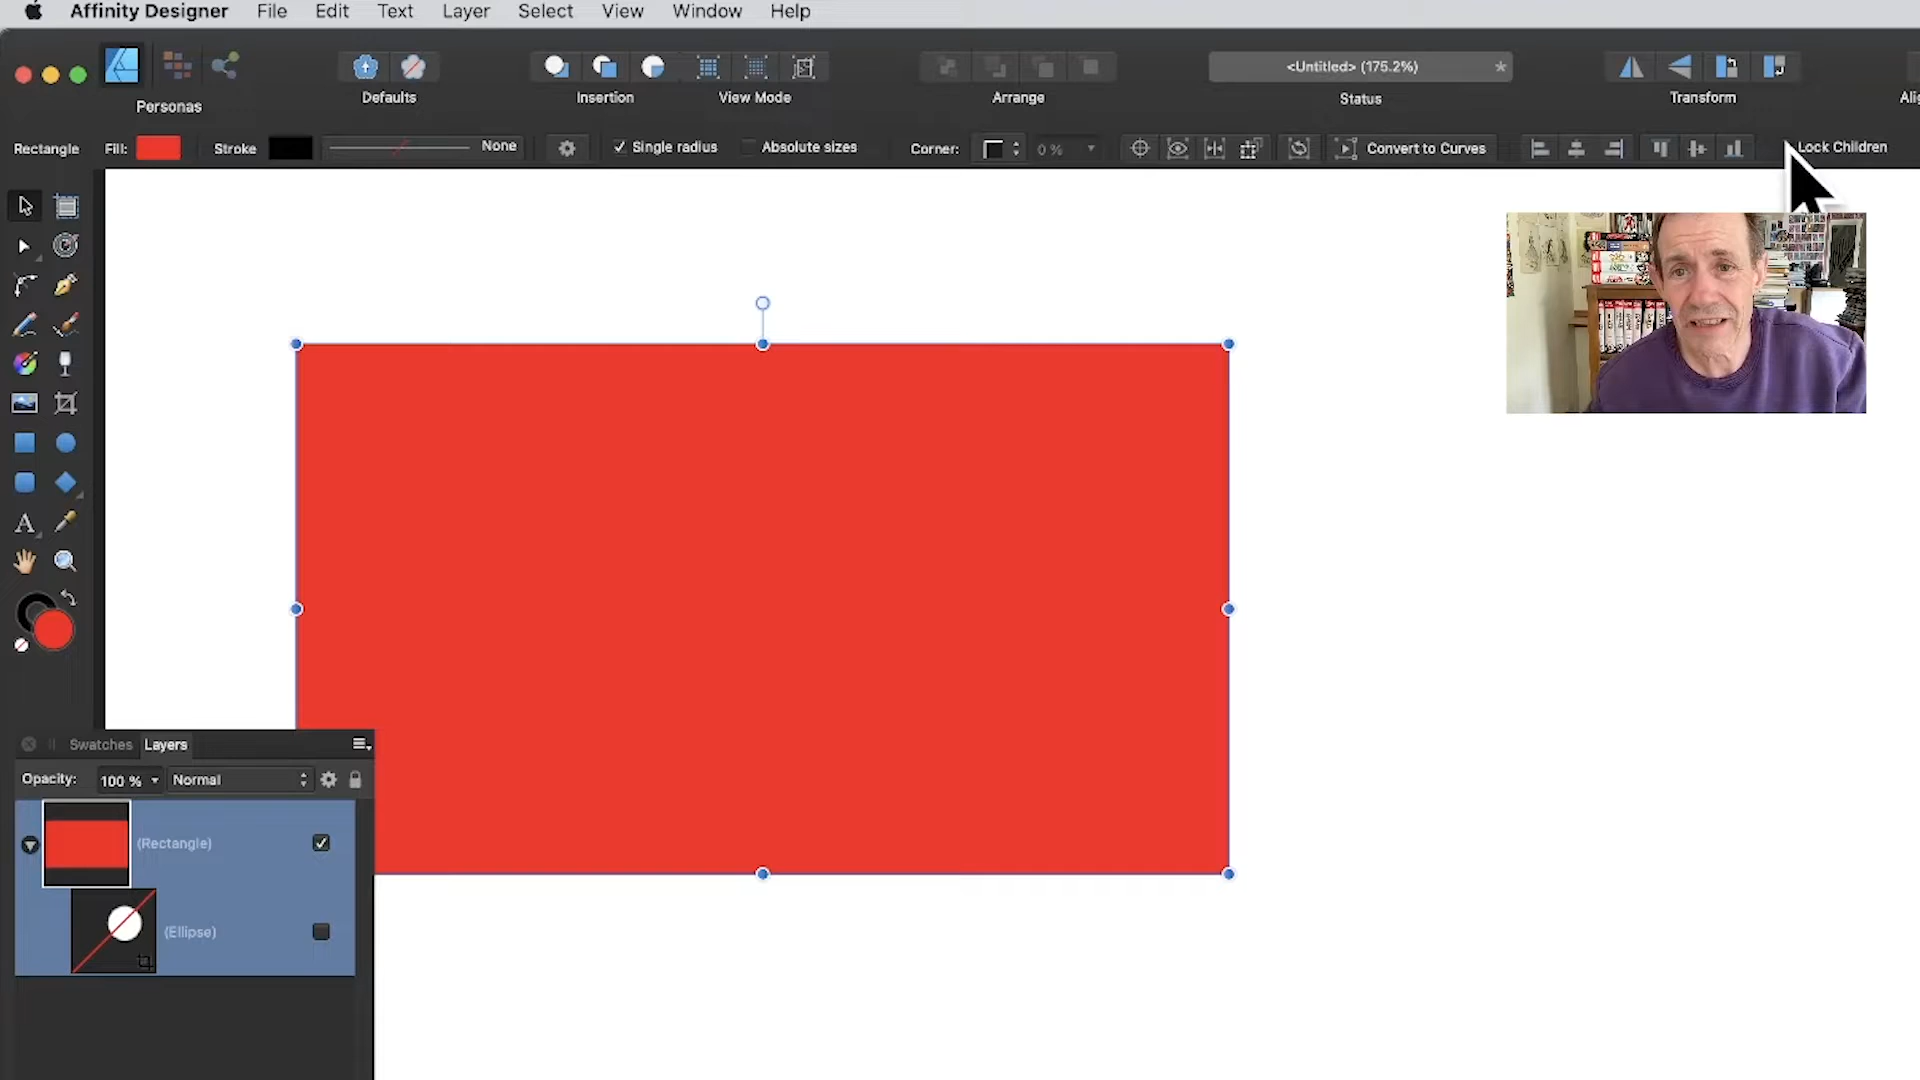 Affinity Designer File Edit Text Layer Select View Window Help
<Untitled> (175.2%) *
Personas Defaults Insertion View Mode Arrange Status Transform
Rectangle Fill: Stroke None Single radius Absolute sizes Corner: 0 % Convert to Curves Lock Children
Swatches Layers
Opacity: 100 % Normal
(Rectangle)
(Ellipse)